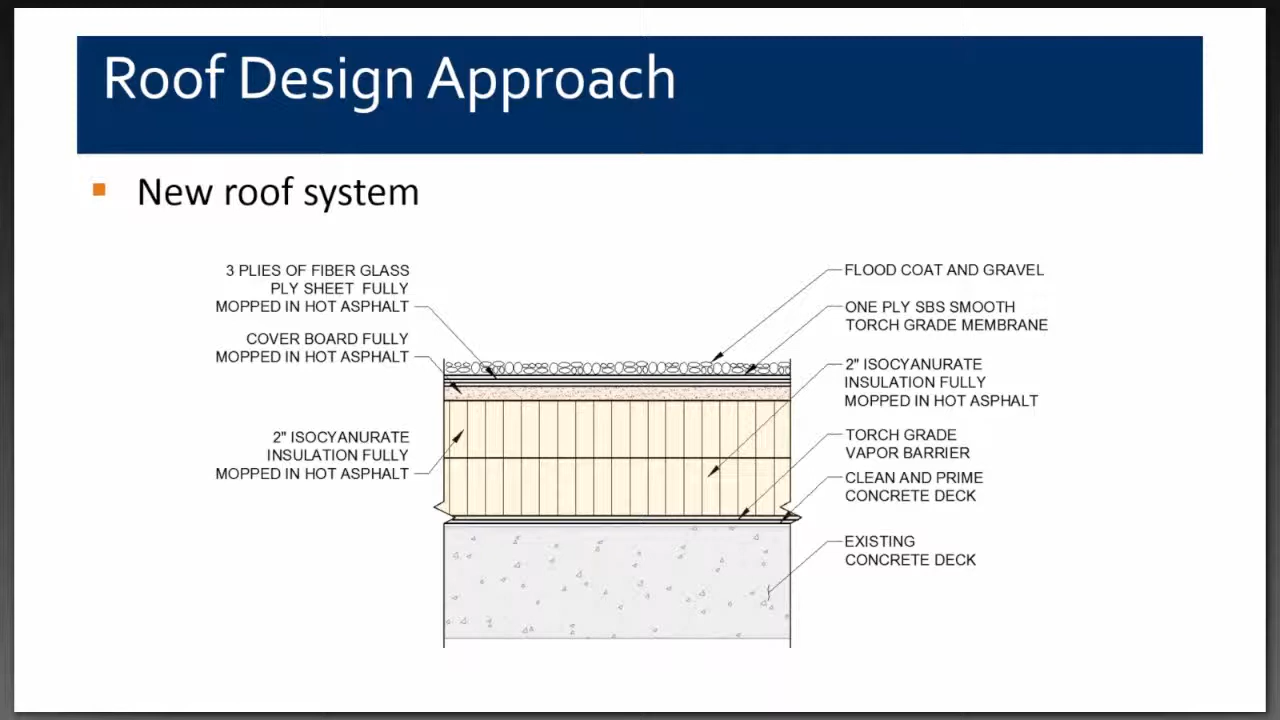 Roof Design Approach
New roof system
3 PLIES OF FIBER GLASS
PLY SHEET FULLY
MOPPED IN HOT ASPHALT
COVER BOARD FULLY
MOPPED IN HOT ASPHALT
2" ISOCYANURATE
INSULATION FULLY
MOPPED IN HOT ASPHALT
FLOOD COAT AND GRAVEL
ONE PLY SBS SMOOTH
TORCH GRADE MEMBRANE
2" ISOCYANURATE
INSULATION FULLY
MOPPED IN HOT ASPHALT
TORCH GRADE
VAPOR BARRIER
CLEAN AND PRIME
CONCRETE DECK
EXISTING
CONCRETE DECK